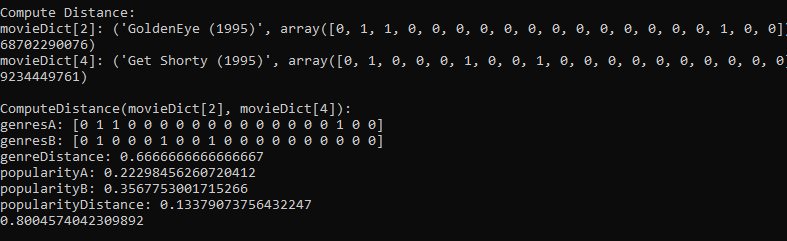 Compute Distance:
movieDict[2]: ('GoldenEye (1995)', array([0, 1, 1, 0, 0, 0, 0, 0, 0, 0, 0, 0, 0, 0, 0, 0, 1, 0, 0]
68702290076)
movieDict[4]: ('Get Shorty (1995)', array([0, 1, 0, 0, 0, 1, 0, 0, 1, 0, 0, 0, 0, 0, 0, 0, 0, 0, 0
9234449761)
ComputeDistance(movieDict[2], movieDict[4]):
genresA: [0 1 1 0 0 0 0 0 0 0 0 0 0 0 0 0 1 0 0]
genresB: [0 1 0 0 0 1 0 0 1 0 0 0 0 0 0 0 0 0 0]
genreDistance: 0.6666666666666667
popularityA: 0.22298456260720412
popularityB: 0.3567753001715266
popularityDistance: 0.13379073756432247
0.8004574042309892